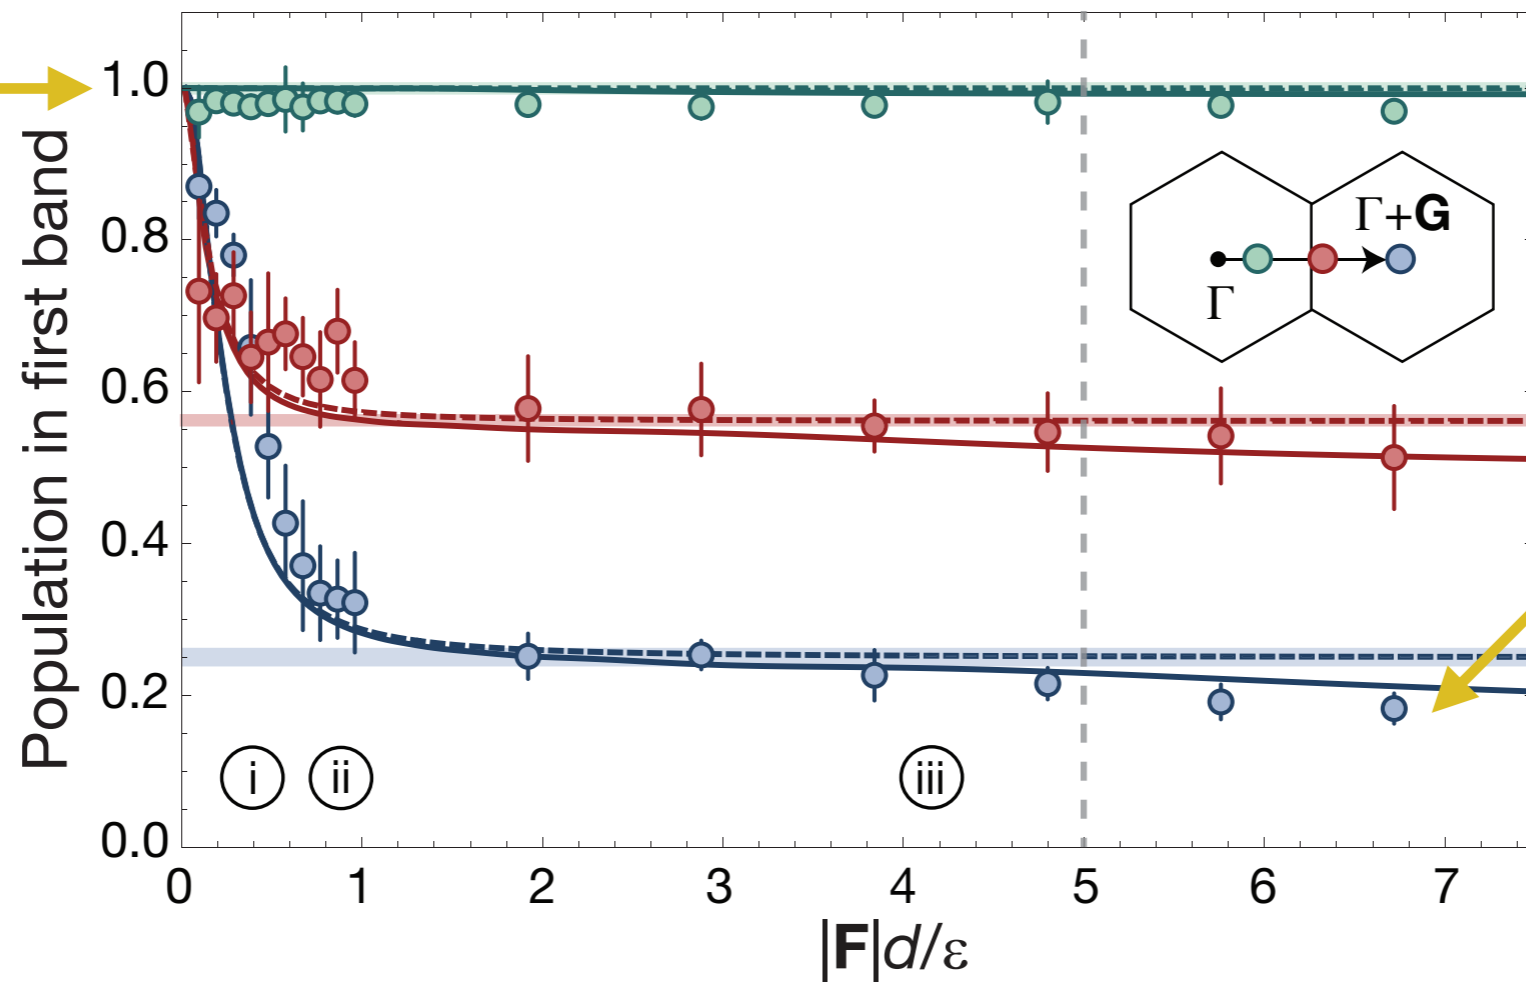 Population in first band
1.0
0.8
0.6
0.4
0.2
0.0
Γ+G
Γ
i
ii
iii
0 1 2 3 4 5 6 7
|F|d/ε